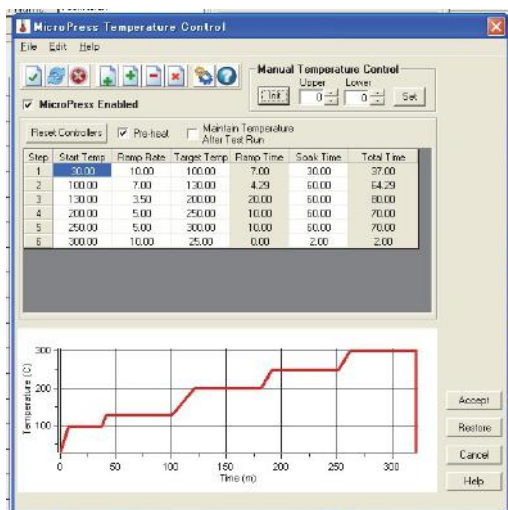 MicroPress Temperature Control
File Edit Help
Manual Temperature Control
Upper Lower
Init 0 0 Set
MicroPress Enabled
Reset Controllers Pre-heat Maintain Temperature
After Test Run
Step Start Temp Ramp Rate Target Temp Ramp Time Soak Time Total Time
1 30.00 10.00 100.00 7.00 30.00 37.00
2 100.00 7.00 130.00 4.29 60.00 64.29
3 130.00 3.50 200.00 20.00 60.00 80.00
4 200.00 5.00 250.00 10.00 60.00 70.00
5 250.00 5.00 300.00 10.00 60.00 70.00
6 300.00 10.00 25.00 0.00 2.00 2.00
Temperature (C)
300
200
100
0 50 100 150 200 250 300
Time (m)
Accept
Restore
Cancel
Help